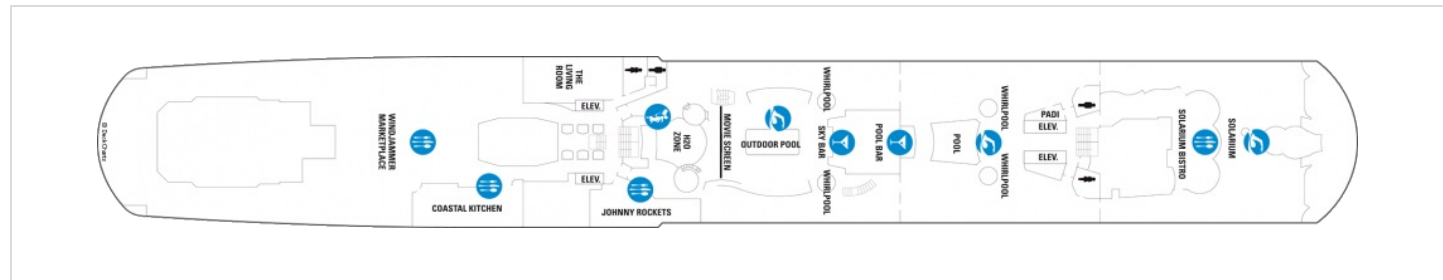 © Deck Charts
WINDJAMMER
MARKETPLACE
COASTAL KITCHEN
THE
LIVING
ROOM
ELEV.
ELEV.
JOHNNY ROCKETS
H2O
ZONE
MOVIE SCREEN
OUTDOOR POOL
WHIRLPOOL
SKY BAR
WHIRLPOOL
POOL BAR
POOL
WHIRLPOOL
WHIRLPOOL
PADI
ELEV.
ELEV.
SOLARIUM BISTRO
SOLARIUM